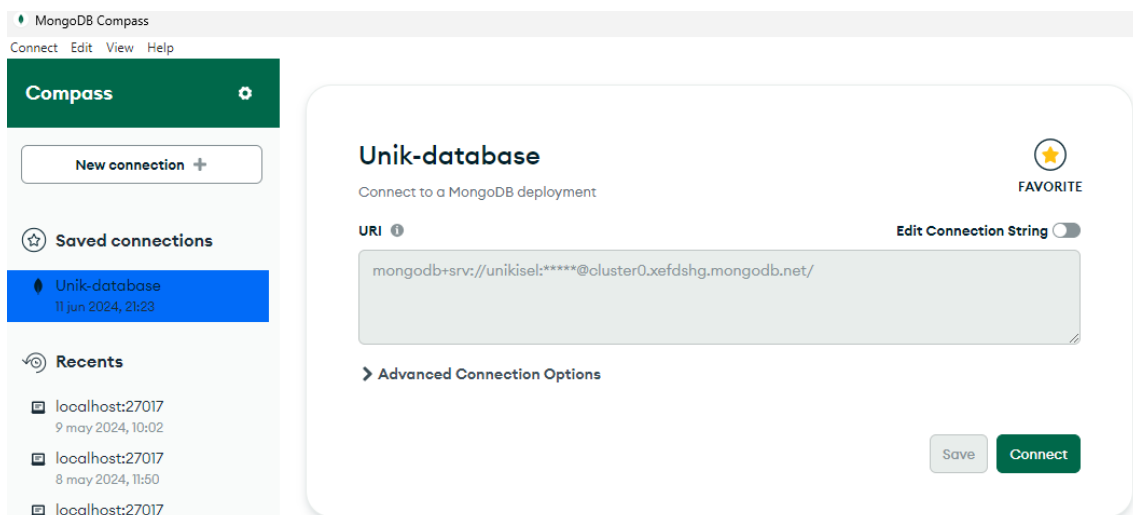 MongoDB Compass
Connect Edit View Help
Compass
New connection +
Saved connections
Unik-database
11 jun 2024, 21:23
Recents
localhost:27017
9 may 2024, 10:02
localhost:27017
8 may 2024, 11:50
localhost:27017
Unik-database
Connect to a MongoDB deployment
FAVORITE
URI
Edit Connection String
mongodb+srv://unikisel:*****@cluster0.xefdshg.mongodb.net/
Advanced Connection Options
Save Connect